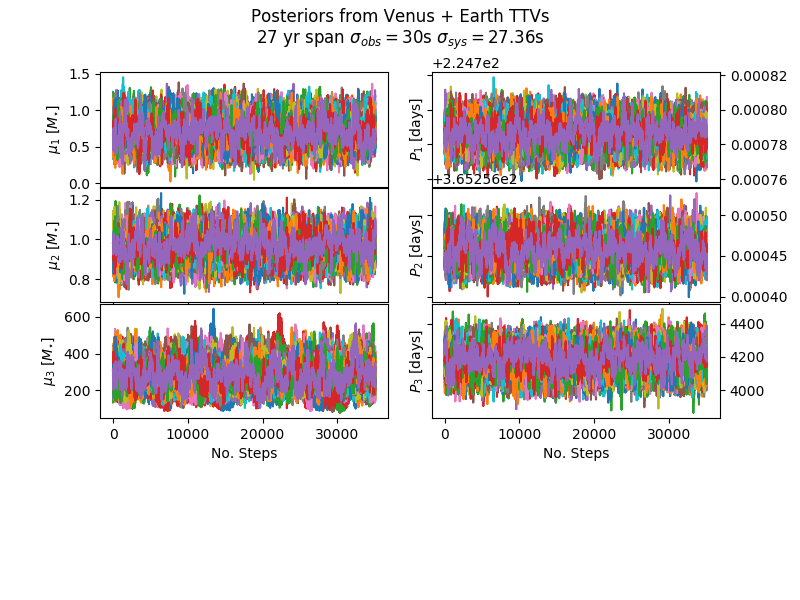 Posteriors from Venus + Earth TTVs
27 yr span σ_obs = 30s σ_sys = 27.36s
+2.247e2
1.5
1.0
0.5
0.0
μ₁ [M⋆]
P₁ [days]
0.00082
0.00080
0.00078
0.00076
+3.65256e2
1.2
1.0
0.8
μ₂ [M⋆]
P₂ [days]
0.00050
0.00045
0.00040
600
400
200
μ₃ [M⋆]
P₃ [days]
4400
4200
4000
0 10000 20000 30000
0 10000 20000 30000
No. Steps
No. Steps